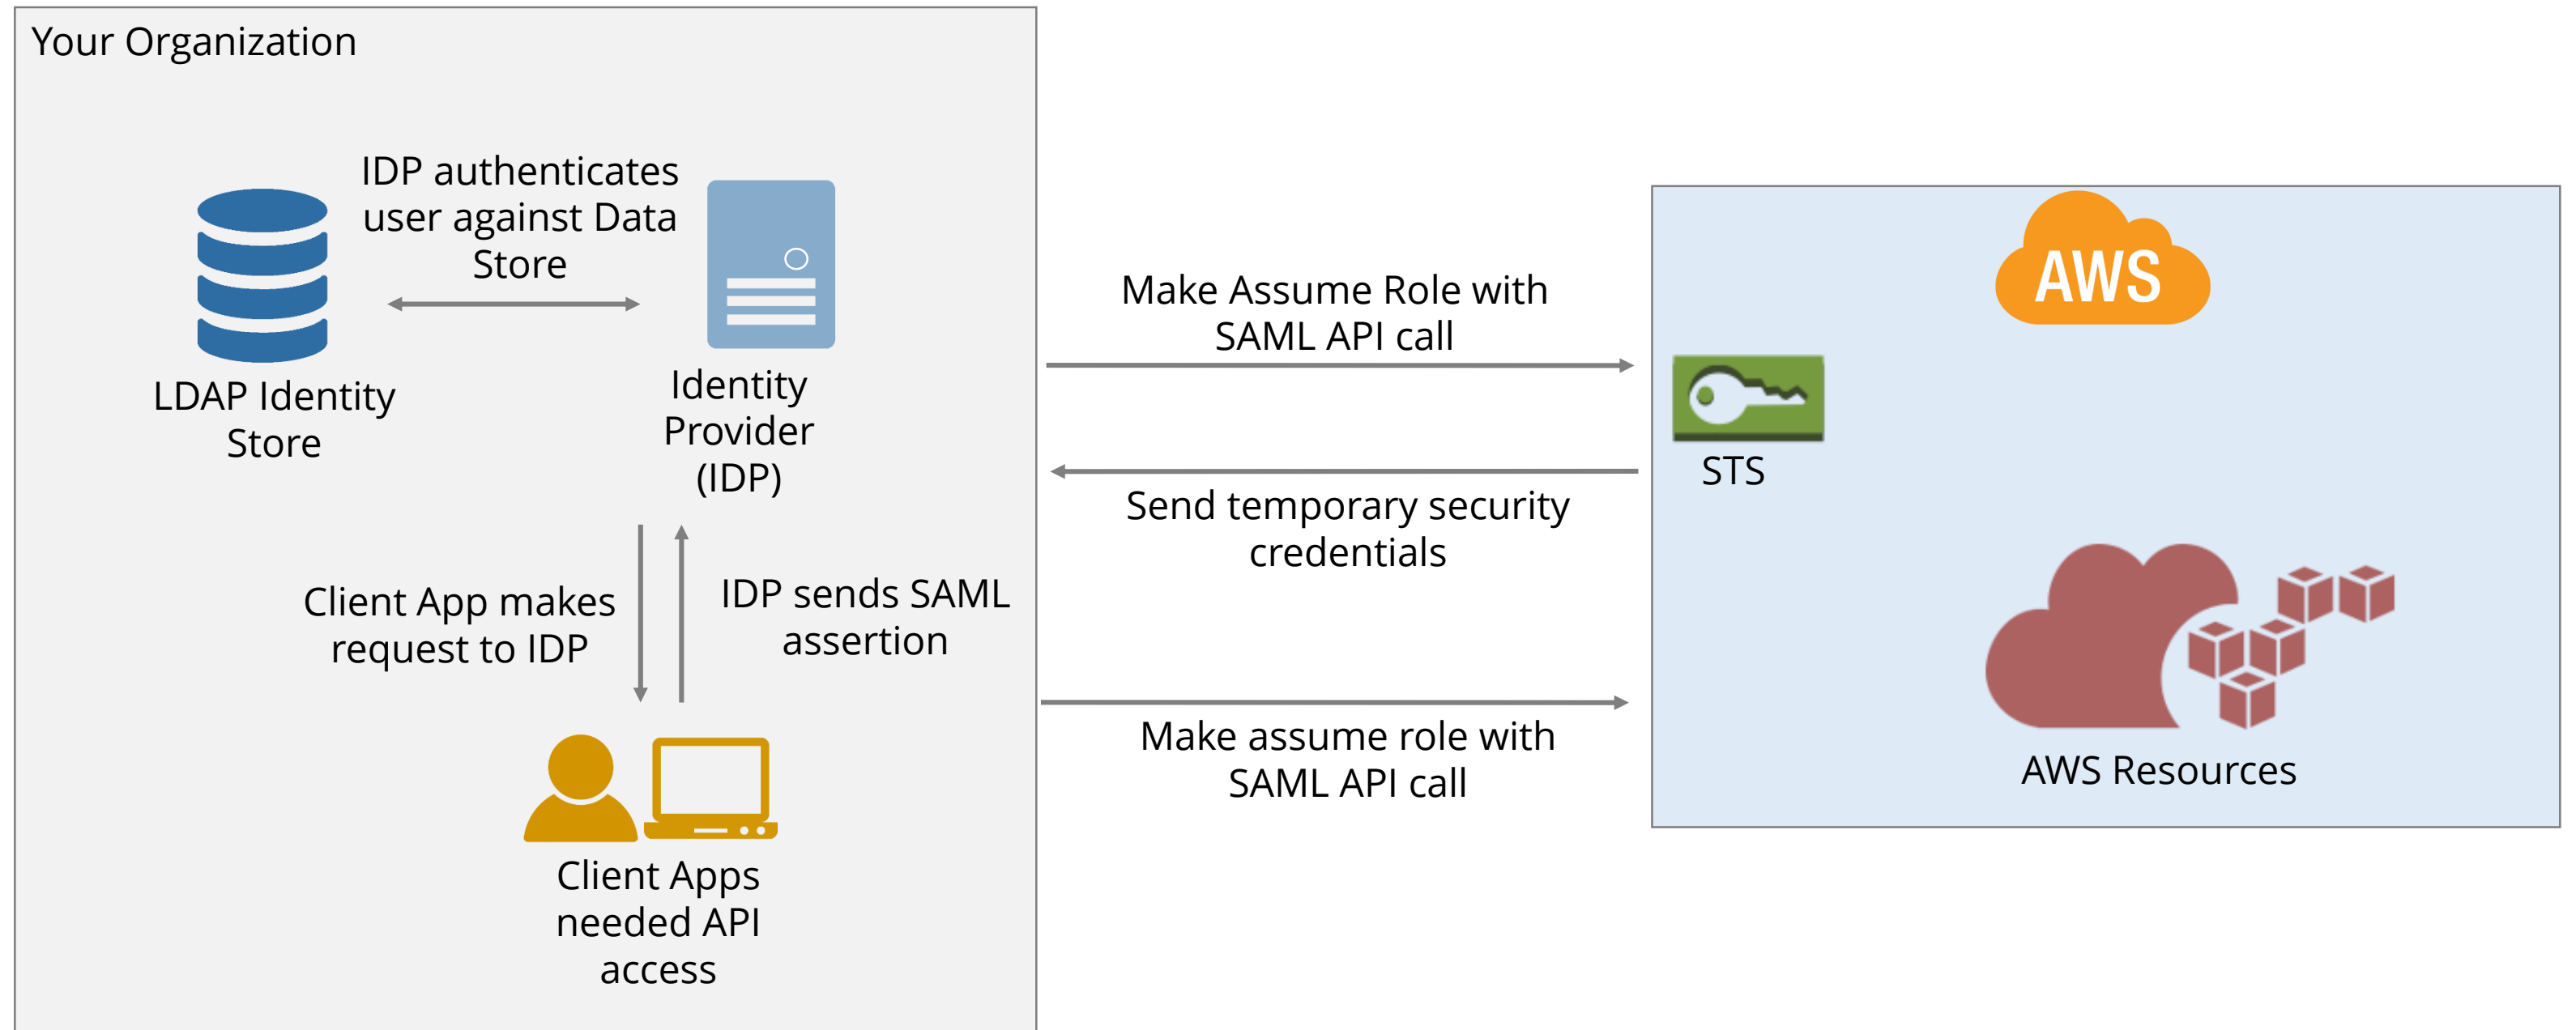 Your Organization
IDP authenticates
user against Data
Store
LDAP Identity
Store
Identity
Provider
(IDP)
Client App makes
request to IDP
IDP sends SAML
assertion
Client Apps
needed API
access
Make Assume Role with
SAML API call
Send temporary security
credentials
Make assume role with
SAML API call
AWS
STS
AWS Resources